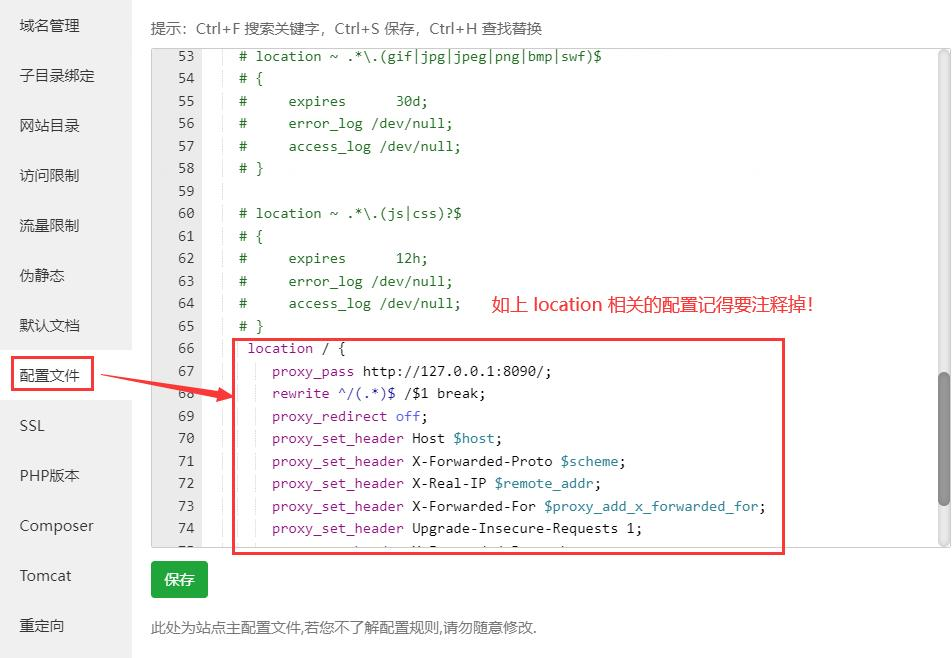 域名管理
子目录绑定
网站目录
访问限制
流量限制
伪静态
默认文档
配置文件
SSL
PHP版本
Composer
Tomcat
重定向
提示：Ctrl+F 搜索关键字，Ctrl+S 保存，Ctrl+H 查找替换
53 # location ~ .*\.(gif|jpg|jpeg|png|bmp|swf)$
54 # {
55 #     expires      30d;
56 #     error_log /dev/null;
57 #     access_log /dev/null;
58 # }
59
60 # location ~ .*\.(js|css)?$
61 # {
62 #     expires      12h;
63 #     error_log /dev/null;
64 #     access_log /dev/null;
如上 location 相关的配置记得要注释掉！
65 # }
66 location / {
67 proxy_pass http://127.0.0.1:8090/;
68 rewrite ^/(.*)$ /$1 break;
69 proxy_redirect off;
70 proxy_set_header Host $host;
71 proxy_set_header X-Forwarded-Proto $scheme;
72 proxy_set_header X-Real-IP $remote_addr;
73 proxy_set_header X-Forwarded-For $proxy_add_x_forwarded_for;
74 proxy_set_header Upgrade-Insecure-Requests 1;
保存
此处为站点主配置文件,若您不了解配置规则,请勿随意修改.